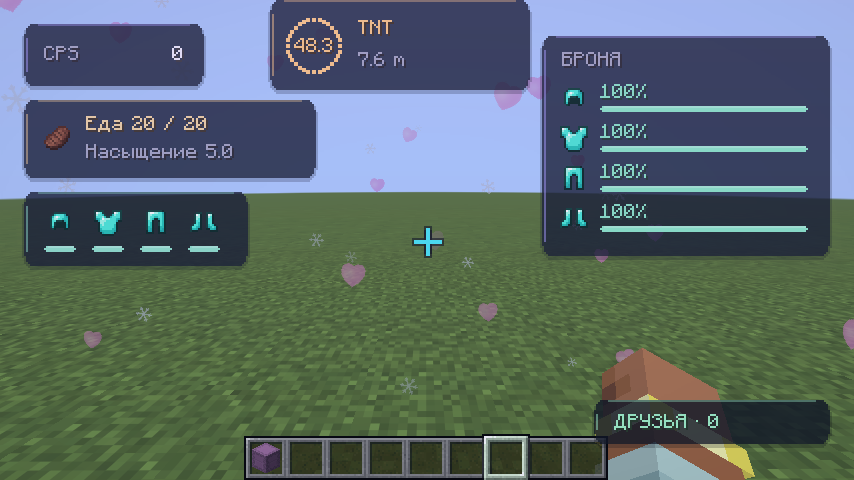 CPS 0
48.3 TNT
7.6 m
Еда 20 / 20
Насыщение 5.0
БРОНЯ
100%
100%
100%
100%
ДРУЗЬЯ · 0